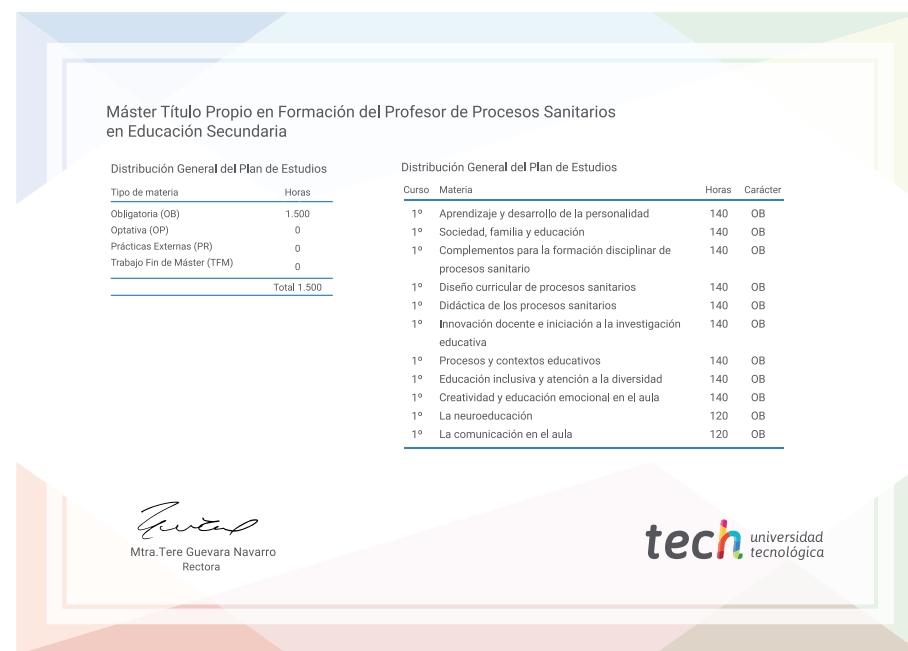 Máster Título Propio en Formación del Profesor de Procesos Sanitarios
en Educación Secundaria
Distribución General del Plan de Estudios
Tipo de materia Horas
Obligatoria (OB) 1.500
Optativa (OP) 0
Prácticas Externas (PR) 0
Trabajo Fin de Máster (TFM) 0
Total 1.500
Distribución General del Plan de Estudios
Curso Materia Horas Carácter
1º Aprendizaje y desarrollo de la personalidad 140 OB
1º Sociedad, familia y educación 140 OB
1º Complementos para la formación disciplinar de 140 OB
procesos sanitario
1º Diseño curricular de procesos sanitarios 140 OB
1º Didáctica de los procesos sanitarios 140 OB
1º Innovación docente e iniciación a la investigación 140 OB
educativa
1º Procesos y contextos educativos 140 OB
1º Educación inclusiva y atención a la diversidad 140 OB
1º Creatividad y educación emocional en el aula 140 OB
1º La neuroeducación 120 OB
1º La comunicación en el aula 120 OB
Mtra.Tere Guevara Navarro
Rectora
tech universidad
tecnológica